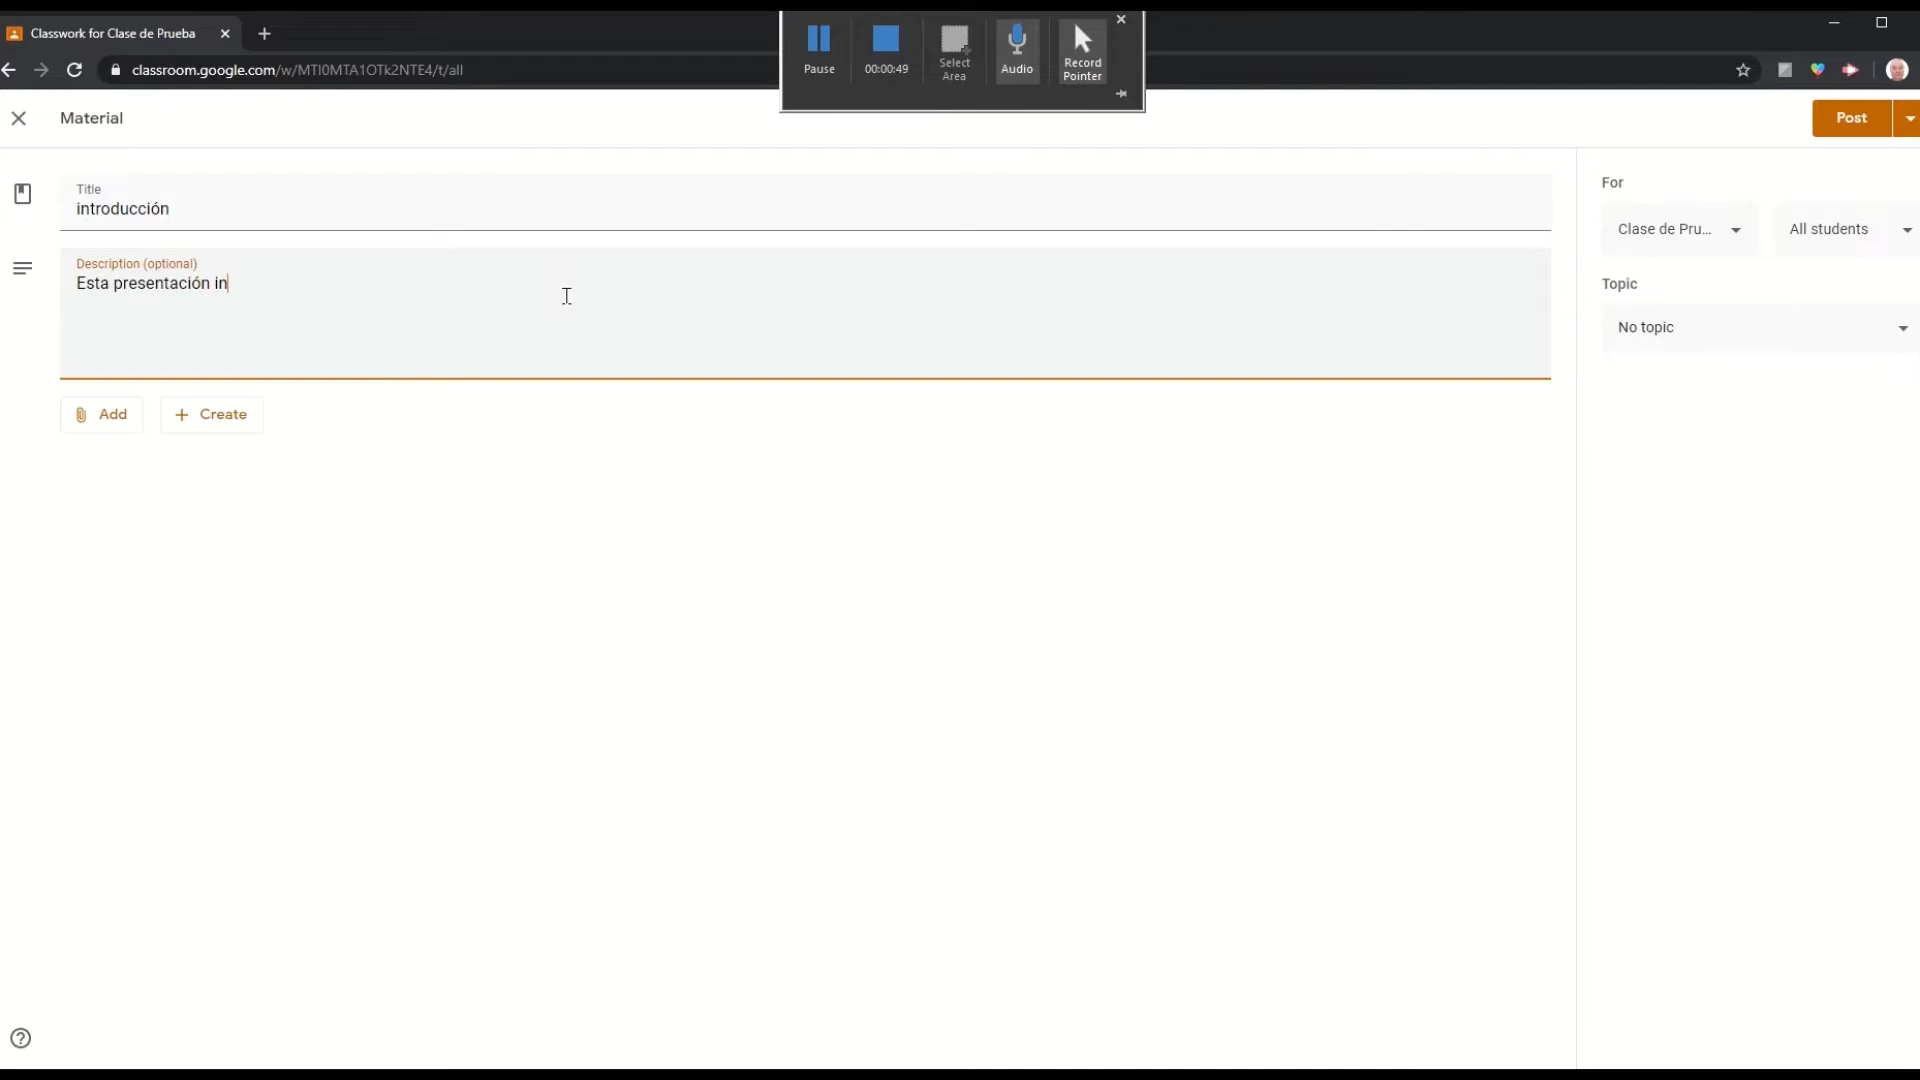 Classwork for Clase de Prueba
classroom.google.com/w/MTI0MTA1OTk2NTE4/t/all
Pause
00:00:49
Select
Area
Audio
Record
Pointer
Material
Post
Title
introducción
Description (optional)
Esta presentación in
Add
Create
For
Clase de Pru...
All students
Topic
No topic